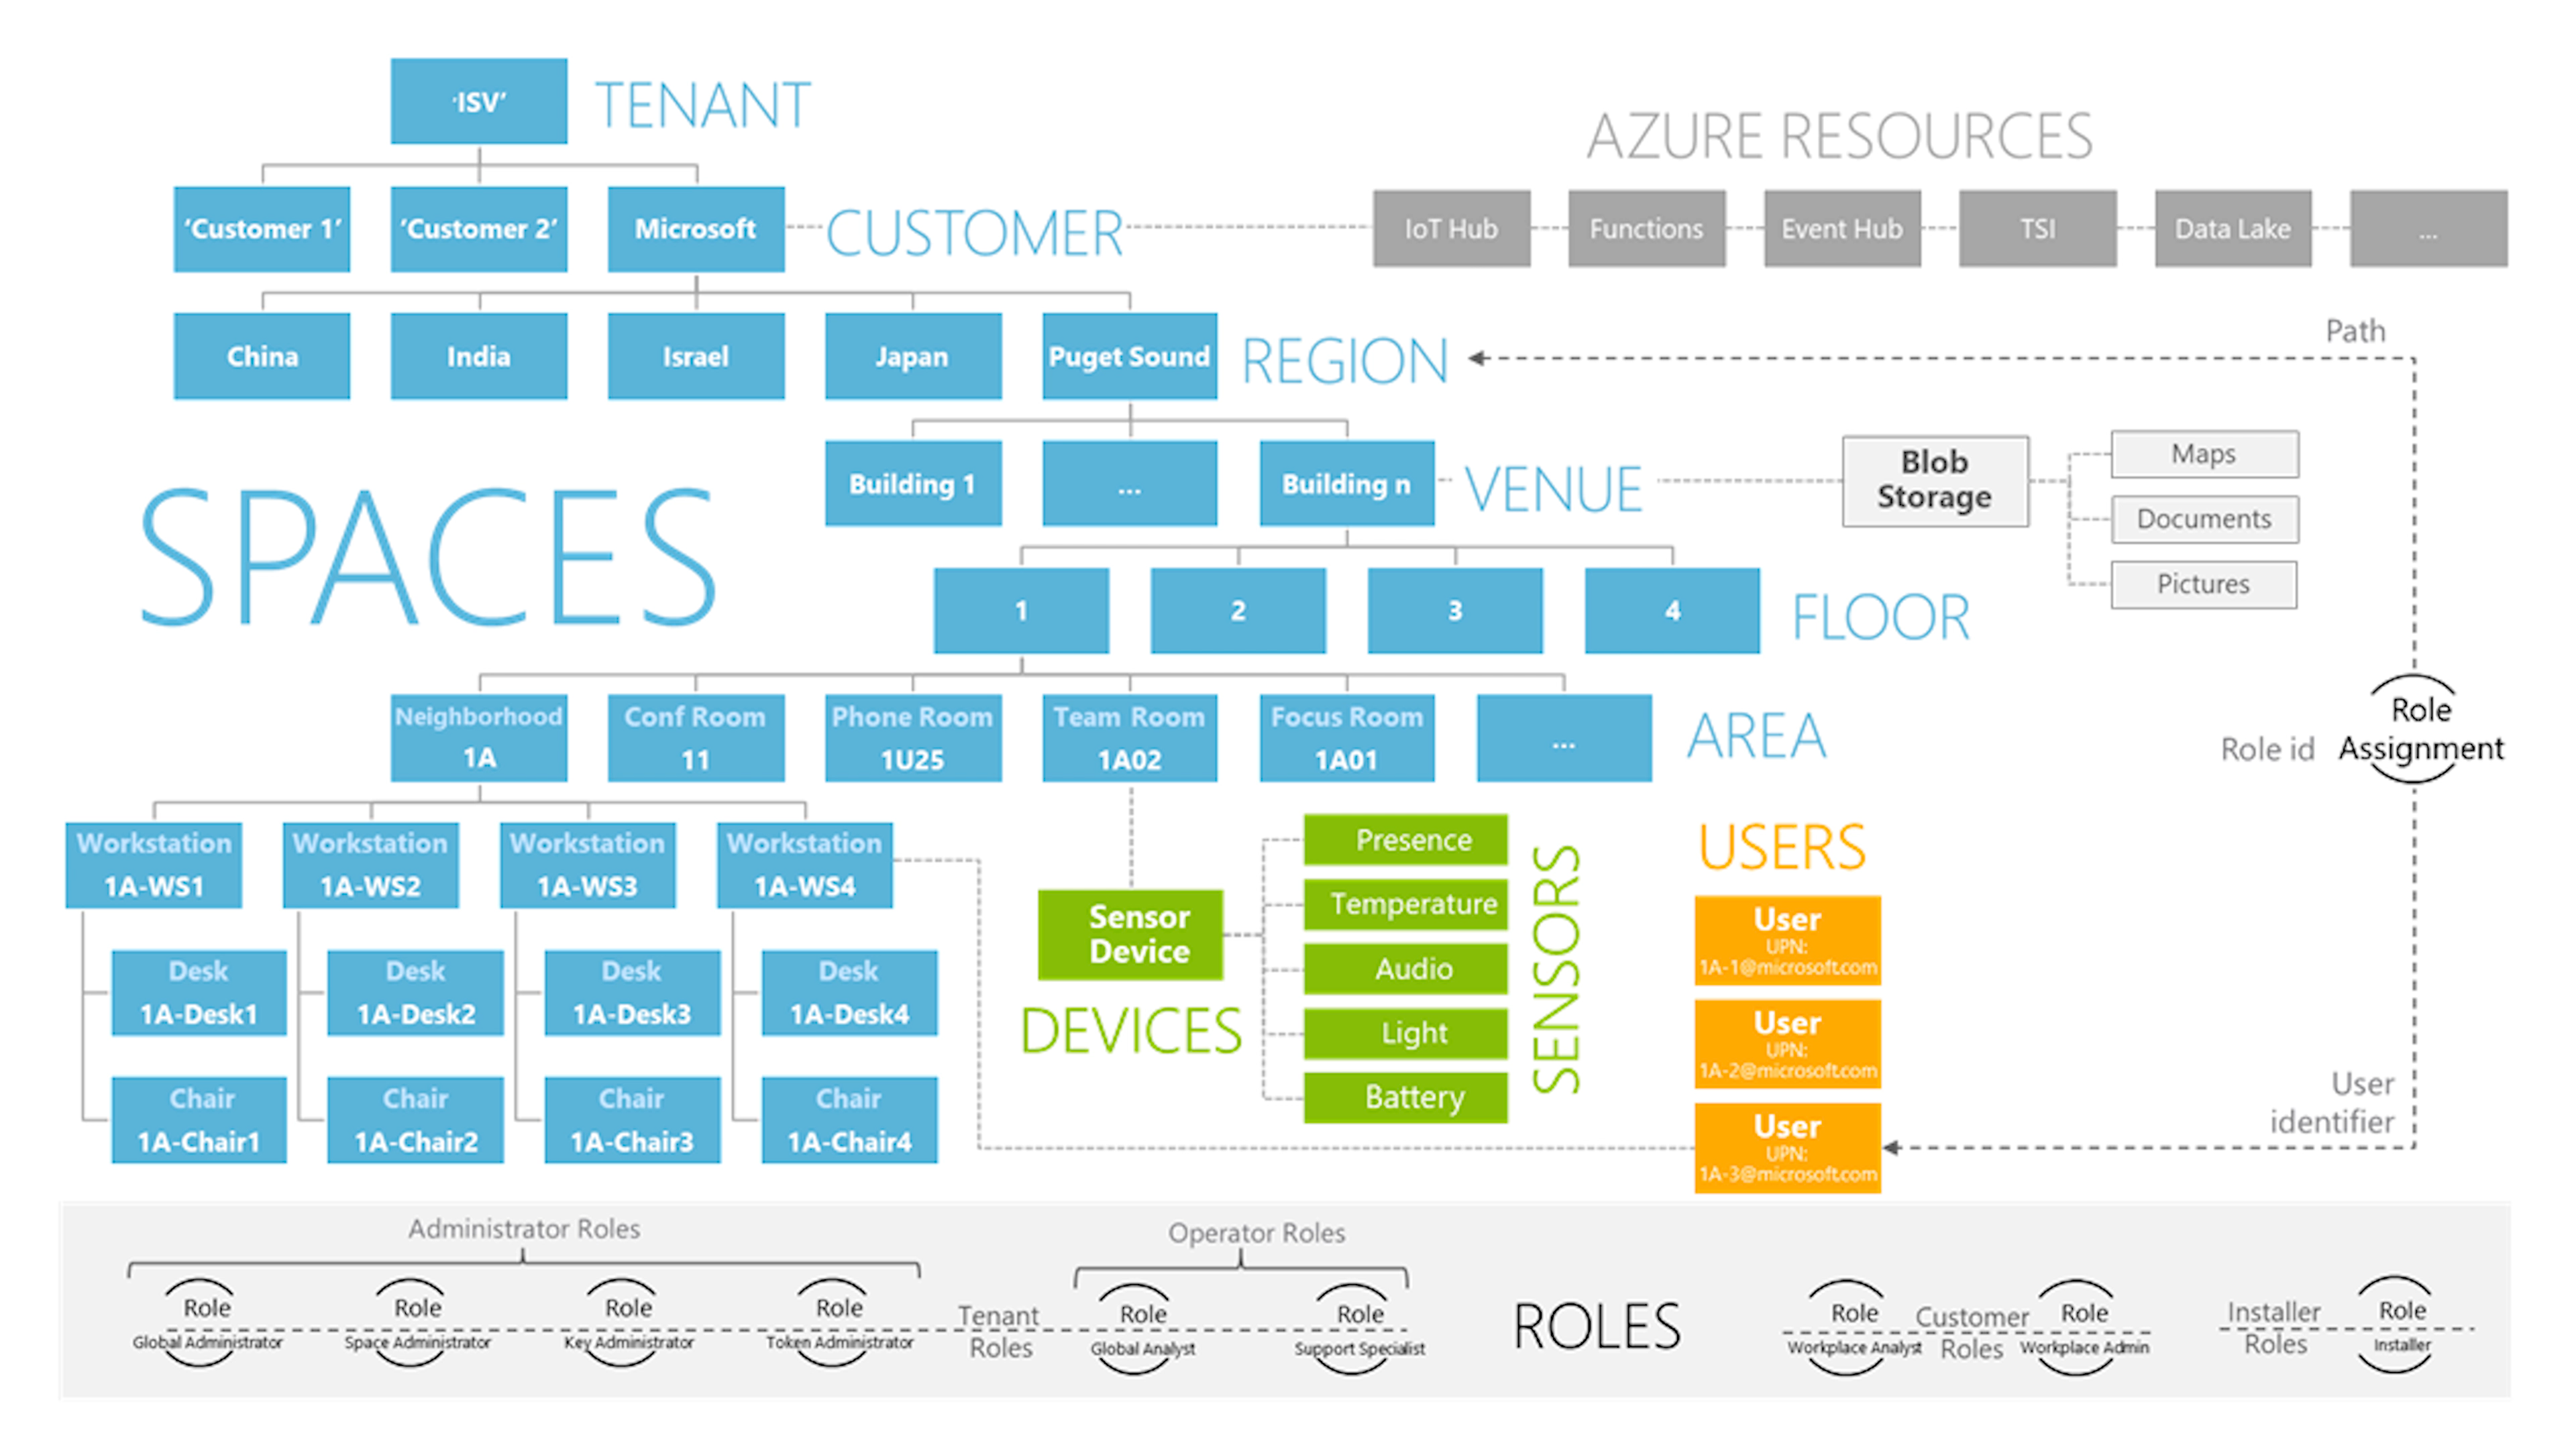 'ISV'
TENANT
AZURE RESOURCES
'Customer 1'
'Customer 2'
Microsoft
CUSTOMER
IoT Hub
Functions
Event Hub
TSI
Data Lake
...
China
India
Israel
Japan
Puget Sound
REGION
Path
SPACES
Building 1
...
Building n
VENUE
Blob
Storage
Maps
Documents
Pictures
1
2
3
4
FLOOR
Neighborhood
1A
Conf Room
11
Phone Room
1U25
Team Room
1A02
Focus Room
1A01
...
AREA
Role id
Role
Assignment
Workstation
1A-WS1
Workstation
1A-WS2
Workstation
1A-WS3
Workstation
1A-WS4
Desk
1A-Desk1
Desk
1A-Desk2
Desk
1A-Desk3
Desk
1A-Desk4
Chair
1A-Chair1
Chair
1A-Chair2
Chair
1A-Chair3
Chair
1A-Chair4
Sensor
Device
DEVICES
Presence
Temperature
Audio
Light
Battery
SENSORS
USERS
User
UPN:
1A-1@microsoft.com
User
UPN:
1A-2@microsoft.com
User
UPN:
1A-3@microsoft.com
User
identifier
Administrator Roles
Role
Global Administrator
Role
Space Administrator
Role
Key Administrator
Role
Token Administrator
Tenant
Roles
Operator Roles
Role
Global Analyst
Role
Support Specialist
ROLES
Role
Workplace Analyst
Customer
Roles
Role
Workplace Admin
Installer
Roles
Role
Installer